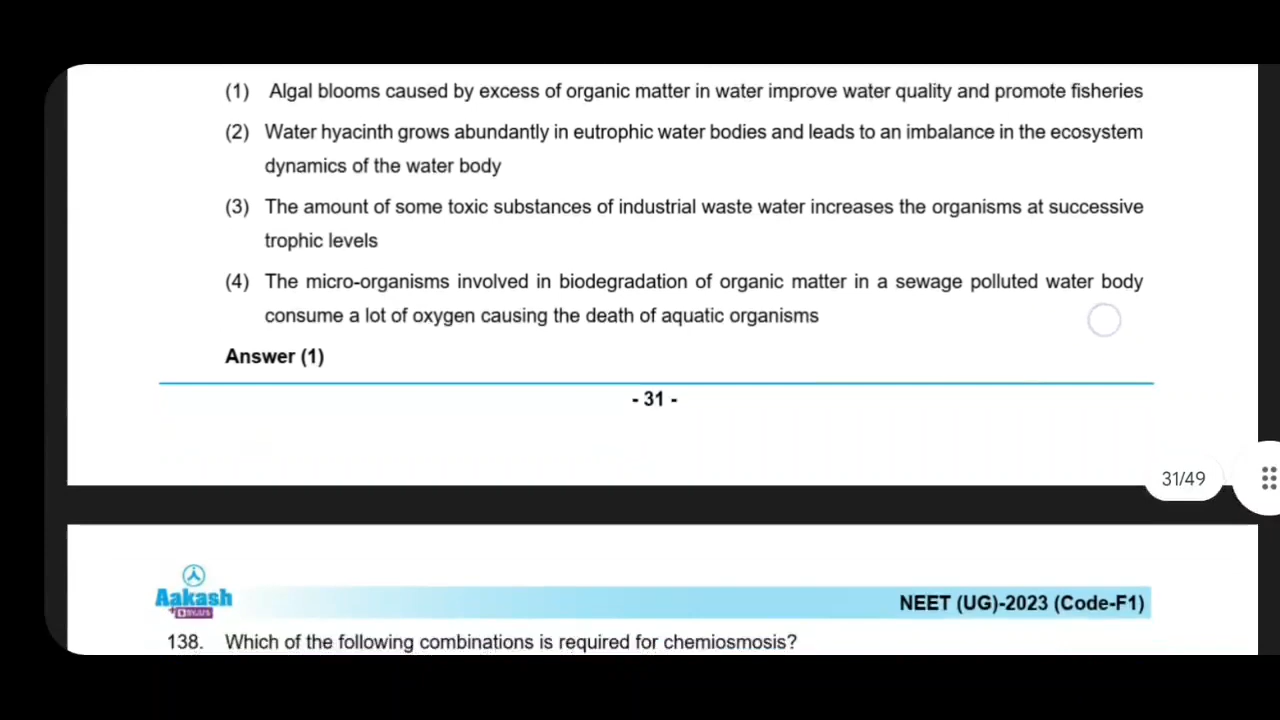 (1) Algal blooms caused by excess of organic matter in water improve water quality and promote fisheries
(2) Water hyacinth grows abundantly in eutrophic water bodies and leads to an imbalance in the ecosystem
dynamics of the water body
(3) The amount of some toxic substances of industrial waste water increases the organisms at successive
trophic levels
(4) The micro-organisms involved in biodegradation of organic matter in a sewage polluted water body
consume a lot of oxygen causing the death of aquatic organisms
Answer (1)
- 31 -
31/49
Aakash
+ BYJU'S
NEET (UG)-2023 (Code-F1)
138. Which of the following combinations is required for chemiosmosis?